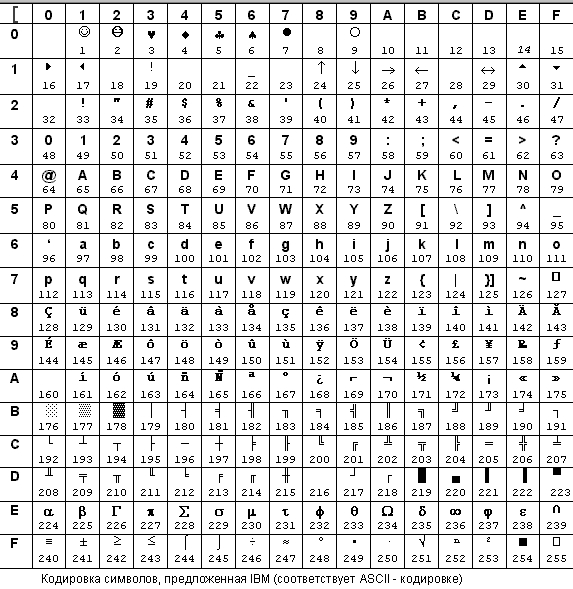 [ 0 1 2 3 4 5 6 7 8 9 A B C D E F
0 ☺ ☻ ♥ ♦ ♣ ♠ ● ○
1 2 3 4 5 6 7 8 9 10 11 12 13 14 15
1 ► ◄ ! _ ↑ ↓ → ← ↔ ▲ ▼
16 17 18 19 20 21 22 23 24 25 26 27 28 29 30 31
2 ! " # $ % & ' ( ) * + , - . /
32 33 34 35 36 37 38 39 40 41 42 43 44 45 46 47
3 0 1 2 3 4 5 6 7 8 9 : ; < = > ?
48 49 50 51 52 53 54 55 56 57 58 59 60 61 62 63
4 @ A B C D E F G H I J K L M N O
64 65 66 67 68 69 70 71 72 73 74 75 76 77 78 79
5 P Q R S T U V W X Y Z [ \ ] ^ _
80 81 82 83 84 85 86 87 88 89 90 91 92 93 94 95
6 ‘ a b c d e f g h i j k l m n o
96 97 98 99 100 101 102 103 104 105 106 107 108 109 110 111
7 p q r s t u v w x y z { | }] ~ ⌷
112 113 114 115 116 117 118 119 120 121 122 123 124 125 126 127
8 Ç ü é â ä à å ç ê ë è ï î ì Ä Å
128 129 130 131 132 133 134 135 136 137 138 139 140 141 142 143
9 É æ Æ ô ö ò û ù ÿ Ö Ü ¢ £ ¥ ₧ ƒ
144 145 146 147 148 149 150 151 152 153 154 155 156 157 158 159
A í ó ú ñ Ñ ª º ¿ ⌐ ¬ ½ ¼ ¡ « »
160 161 162 163 164 165 166 167 168 169 170 171 172 173 174 175
B ░ ▒ ▓ │ ┤ ╡ ╢ ╖ ╕ ╣ ║ ╗ ╝ ╜ ╛ ┐
176 177 178 179 180 181 182 183 184 185 186 187 188 189 190 191
C └ ┴ ┬ ├ ─ ┼ ╞ ╟ ╚ ╔ ╩ ╦ ╠ ═ ╬ ╧
192 193 194 195 196 197 198 199 200 201 202 203 204 205 206 207
D ╨ ╤ ╥ ╙ ╘ ╒ ╓ ╫ ┘ ┌ █ ▄ ▌ ▐ ▀
208 209 210 211 212 213 214 215 216 217 218 219 220 221 222 223
E α β Γ π Σ σ μ τ φ θ Ω δ ∞ φ ε ∩
224 225 226 227 228 229 230 231 232 233 234 235 236 237 238 239
F ≡ ± ≥ ≤ ⌠ ⌡ ÷ ≈ ° • · √ ⁿ ² ■ □
240 241 242 243 244 245 246 247 248 249 250 251 252 253 254 255
Кодировка символов, предложенная IBM (соответствует ASCII - кодировке)